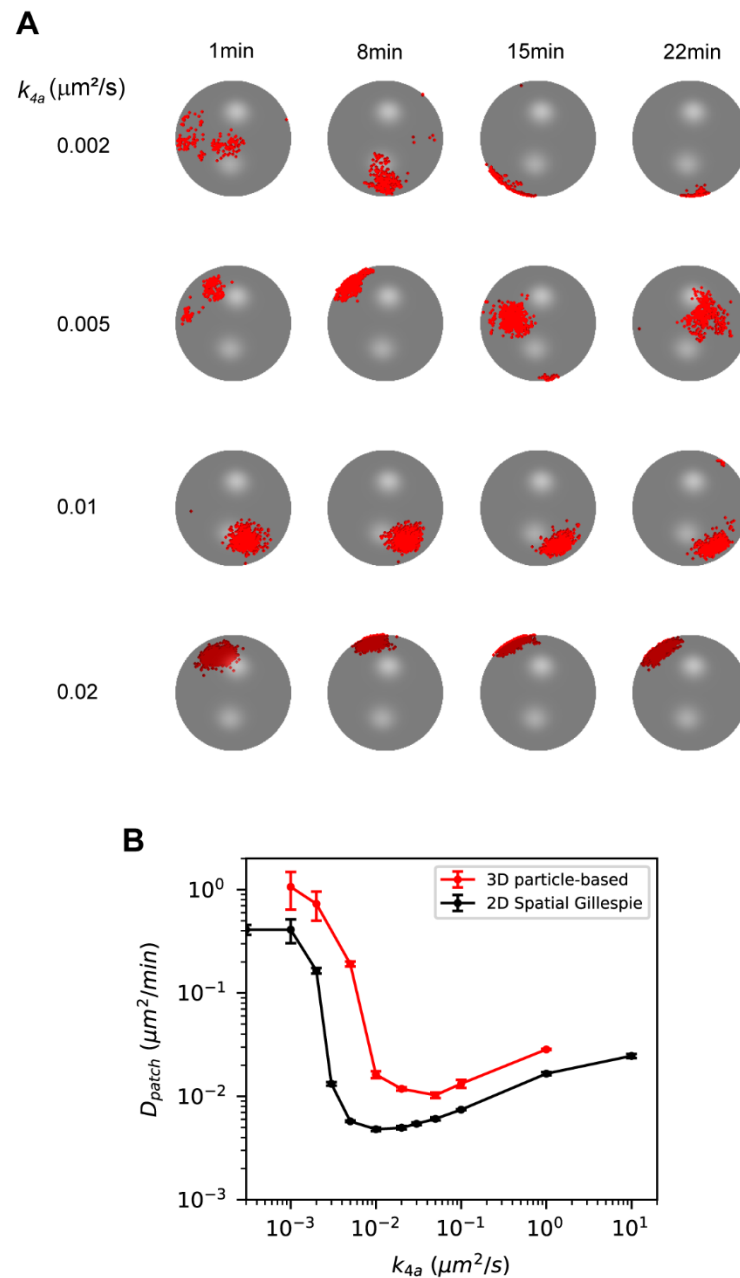 A
1min 8min 15min 22min
k4a (μm²/s)
0.002
0.005
0.01
0.02
B
3D particle-based
2D Spatial Gillespie
10⁰
10⁻¹
10⁻²
10⁻³
Dpatch (μm²/min)
10⁻³ 10⁻² 10⁻¹ 10⁰ 10¹
k4a (μm²/s)